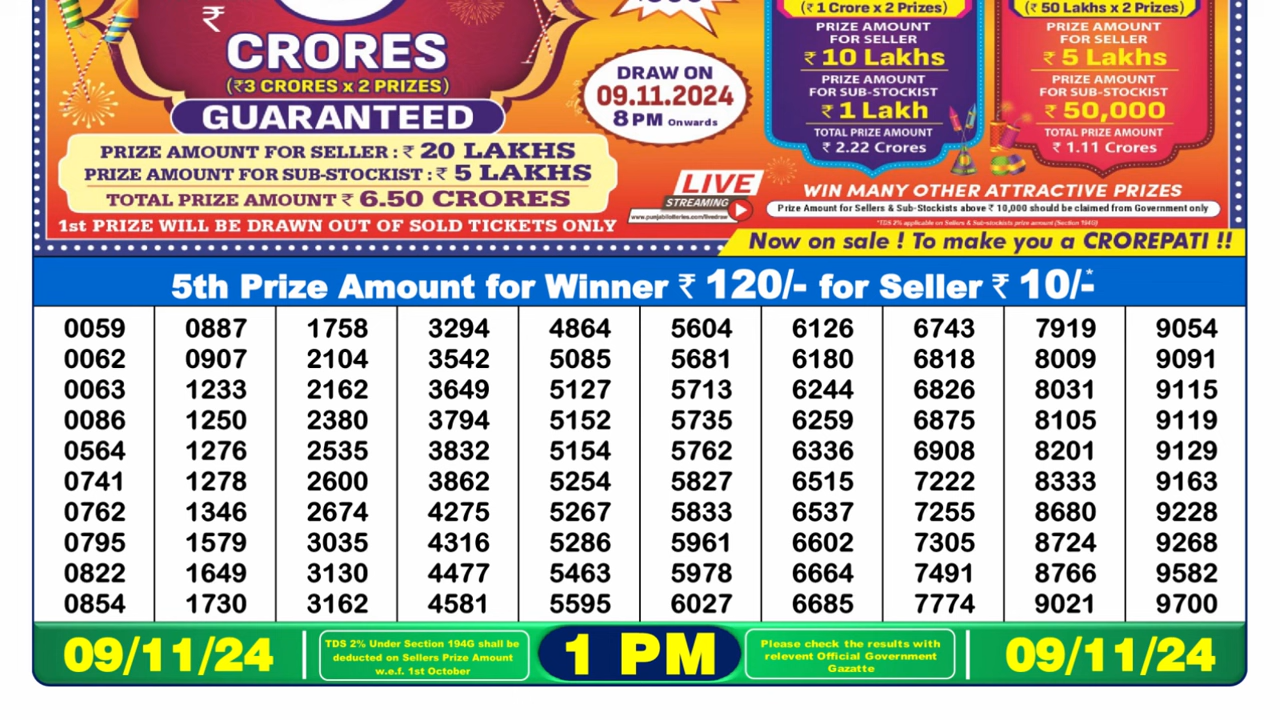 ₹
CRORES
(₹3 CRORES x 2 PRIZES)
GUARANTEED
PRIZE AMOUNT FOR SELLER : ₹ 20 LAKHS
PRIZE AMOUNT FOR SUB-STOCKIST : ₹ 5 LAKHS
TOTAL PRIZE AMOUNT ₹ 6.50 CRORES
1st PRIZE WILL BE DRAWN OUT OF SOLD TICKETS ONLY
DRAW ON
09.11.2024
8 PM Onwards
LIVE
STREAMING
(₹ 1 Crore x 2 Prizes)
PRIZE AMOUNT
FOR SELLER
₹ 10 Lakhs
PRIZE AMOUNT
FOR SUB-STOCKIST
₹ 1 Lakh
TOTAL PRIZE AMOUNT
₹ 2.22 Crores
(₹ 50 Lakhs x 2 Prizes)
PRIZE AMOUNT
FOR SELLER
₹ 5 Lakhs
PRIZE AMOUNT
FOR SUB-STOCKIST
₹ 50,000
TOTAL PRIZE AMOUNT
₹ 1.11 Crores
WIN MANY OTHER ATTRACTIVE PRIZES
Prize Amount for Sellers & Sub-Stockists above ₹ 10,000 should be claimed from Government only
*TDS 2% applicable on Sellers & Sub-stockists prize amount (Section 194G)
Now on sale ! To make you a CROREPATI !!
5th Prize Amount for Winner ₹ 120/- for Seller ₹ 10/-*
0059 0887 1758 3294 4864 5604 6126 6743 7919 9054
0062 0907 2104 3542 5085 5681 6180 6818 8009 9091
0063 1233 2162 3649 5127 5713 6244 6826 8031 9115
0086 1250 2380 3794 5152 5735 6259 6875 8105 9119
0564 1276 2535 3832 5154 5762 6336 6908 8201 9129
0741 1278 2600 3862 5254 5827 6515 7222 8333 9163
0762 1346 2674 4275 5267 5833 6537 7255 8680 9228
0795 1579 3035 4316 5286 5961 6602 7305 8724 9268
0822 1649 3130 4477 5463 5978 6664 7491 8766 9582
0854 1730 3162 4581 5595 6027 6685 7774 9021 9700
09/11/24
TDS 2% Under Section 194G shall be
deducted on Sellers Prize Amount
w.e.f. 1st October
1 PM
Please check the results with
relevent Official Government
Gazatte
09/11/24